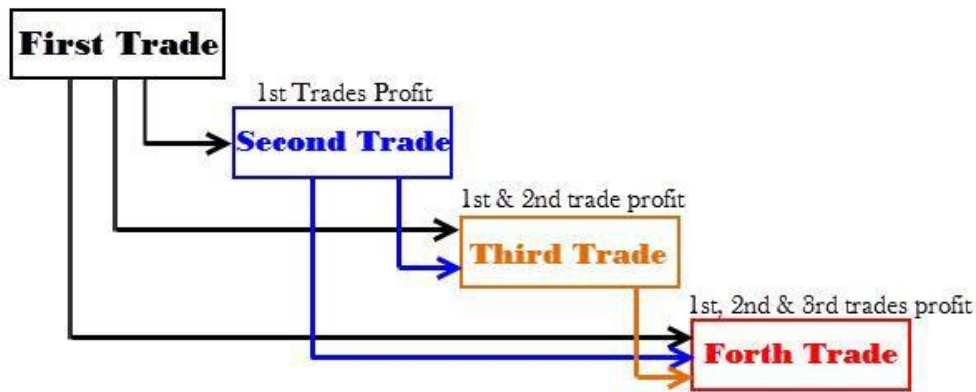 First Trade
1st Trades Profit
Second Trade
1st & 2nd trade profit
Third Trade
1st, 2nd & 3rd trades profit
Forth Trade